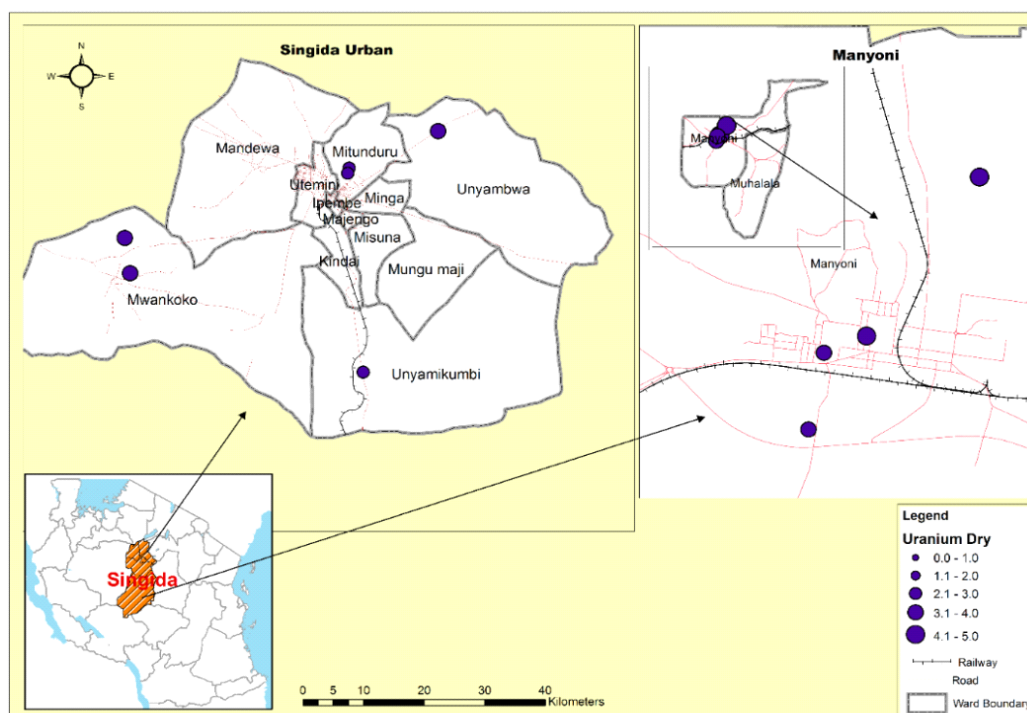 Singida Urban
N
W
E
S
Mandewa
Mitunduru
Utemini
Unyambwa
Ipembe
Minga
Majengo
Misuna
Kindai
Mungu maji
Mwankoko
Unyamikumbi
Manyoni
Manyoni
Muhalala
Manyoni
Singida
0 5 10 20 30 40
Kilometers
Legend
Uranium Dry
0.0 - 1.0
1.1 - 2.0
2.1 - 3.0
3.1 - 4.0
4.1 - 5.0
Railway
Road
Ward Boundary